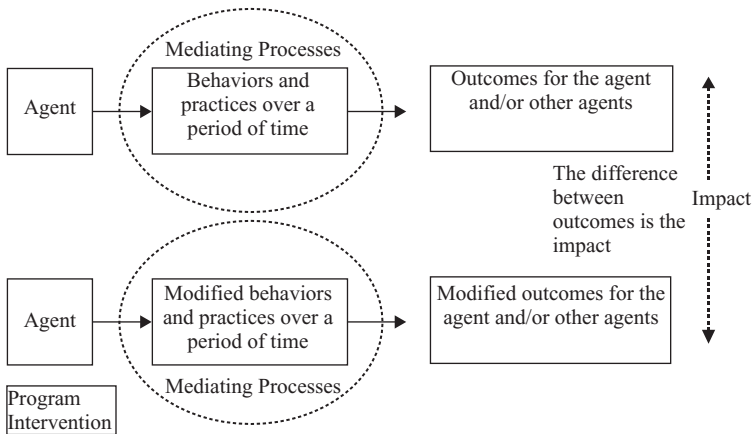 Mediating Processes
Agent
Behaviors and
practices over a
period of time
Outcomes for the agent
and/or other agents
The difference
between
outcomes is the
impact
Impact
Agent
Modified behaviors
and practices over a
period of time
Modified outcomes for the
agent and/or other agents
Mediating Processes
Program
Intervention